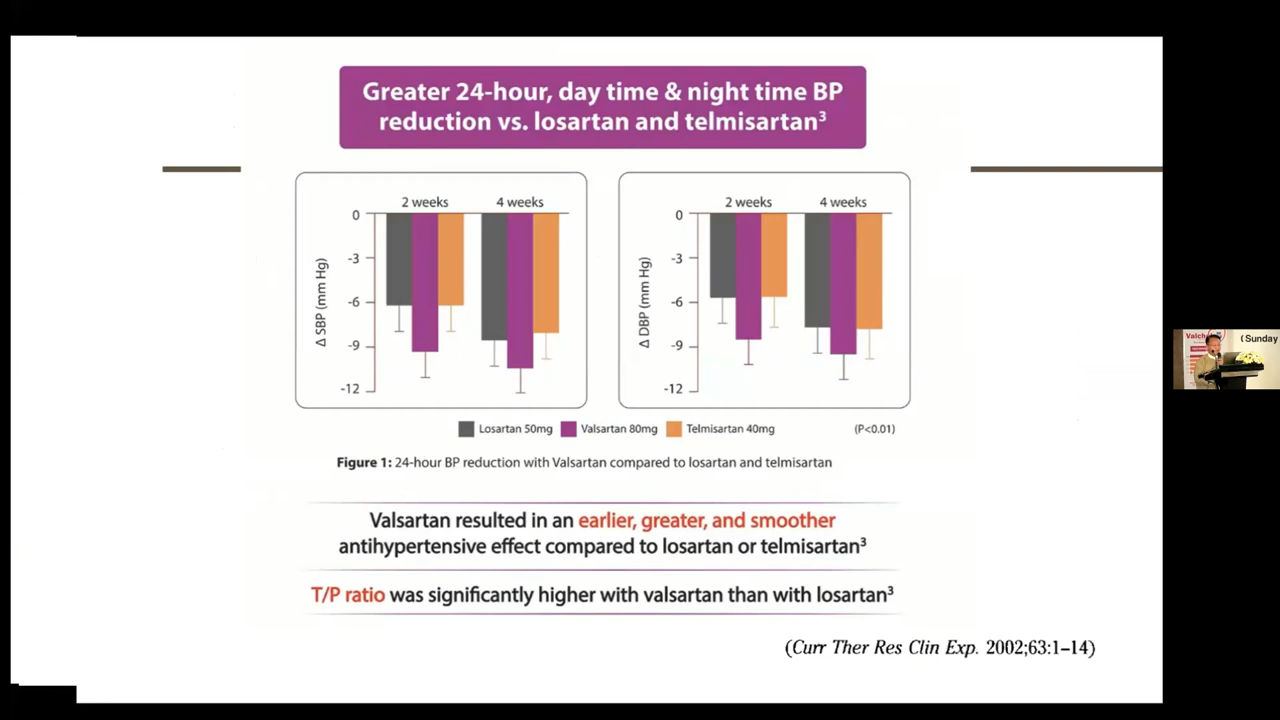 Greater 24-hour, day time & night time BP
reduction vs. losartan and telmisartan³
2 weeks
4 weeks
0
-3
-6
-9
-12
Δ SBP (mm Hg)
2 weeks
4 weeks
0
-3
-6
-9
-12
Δ DBP (mm Hg)
Losartan 50mg
Valsartan 80mg
Telmisartan 40mg
(P<0.01)
Figure 1: 24-hour BP reduction with Valsartan compared to losartan and telmisartan
Valsartan resulted in an earlier, greater, and smoother
antihypertensive effect compared to losartan or telmisartan³
T/P ratio was significantly higher with valsartan than with losartan³
(Curr Ther Res Clin Exp. 2002;63:1–14)
(Sunday